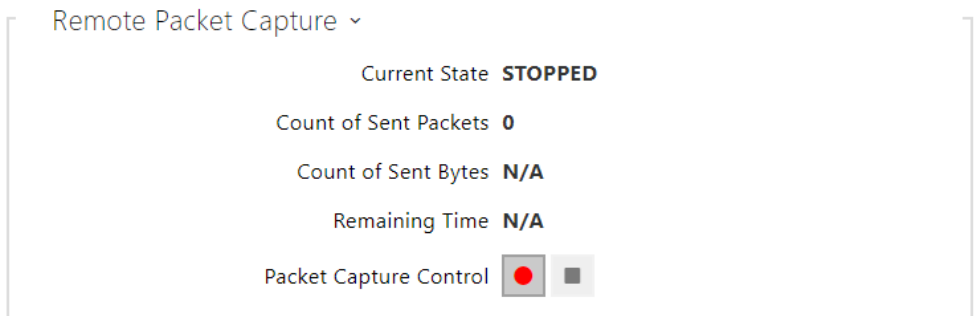 Remote Packet Capture
Current State STOPPED
Count of Sent Packets 0
Count of Sent Bytes N/A
Remaining Time N/A
Packet Capture Control